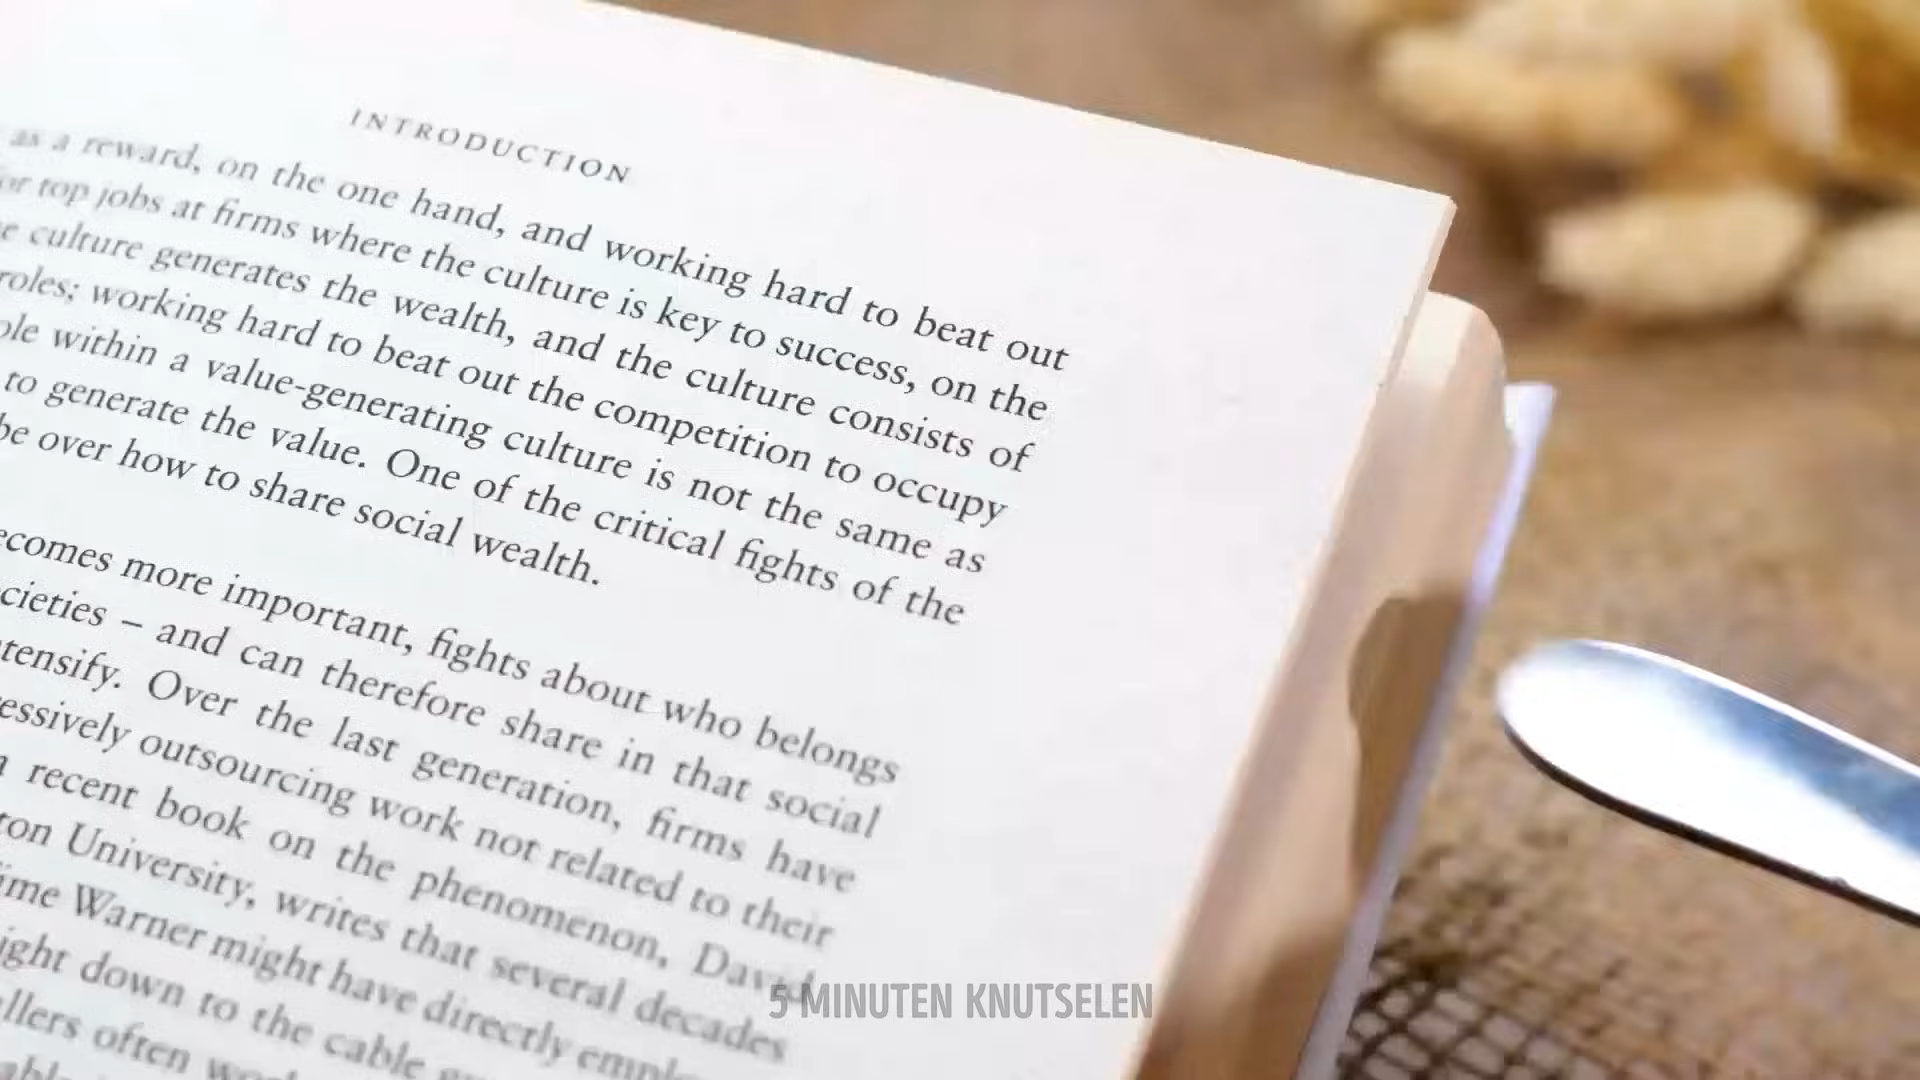 INTRODUCTION
as a reward, on the one hand, and working hard to beat out
or top jobs at firms where the culture is key to success, on the
e culture generates the wealth, and the culture consists of
roles; working hard to beat out the competition to occupy
ole within a value-generating culture is not the same as
to generate the value. One of the critical fights of the
be over how to share social wealth.
ecomes more important, fights about who belongs
cieties – and can therefore share in that social
tensify. Over the last generation, firms have
essively outsourcing work not related to their
recent book on the phenomenon, David
ton University, writes that several decades
ime Warner might have directly emplo
ight down to the cable
llers often
5 MINUTEN KNUTSELEN